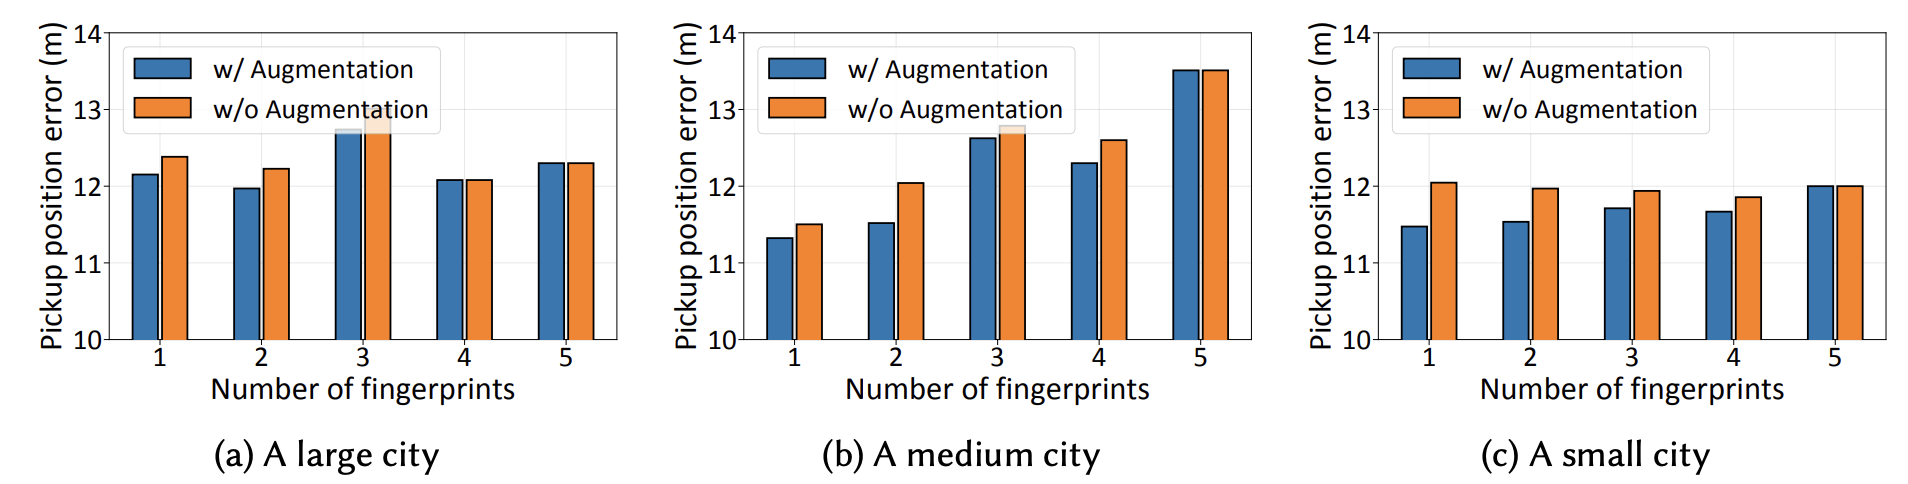 Pickup position error (m)
14
13
12
11
10
w/ Augmentation
w/o Augmentation
1 2 3 4 5
Number of fingerprints
(a) A large city
Pickup position error (m)
14
13
12
11
10
w/ Augmentation
w/o Augmentation
1 2 3 4 5
Number of fingerprints
(b) A medium city
Pickup position error (m)
14
13
12
11
10
w/ Augmentation
w/o Augmentation
1 2 3 4 5
Number of fingerprints
(c) A small city